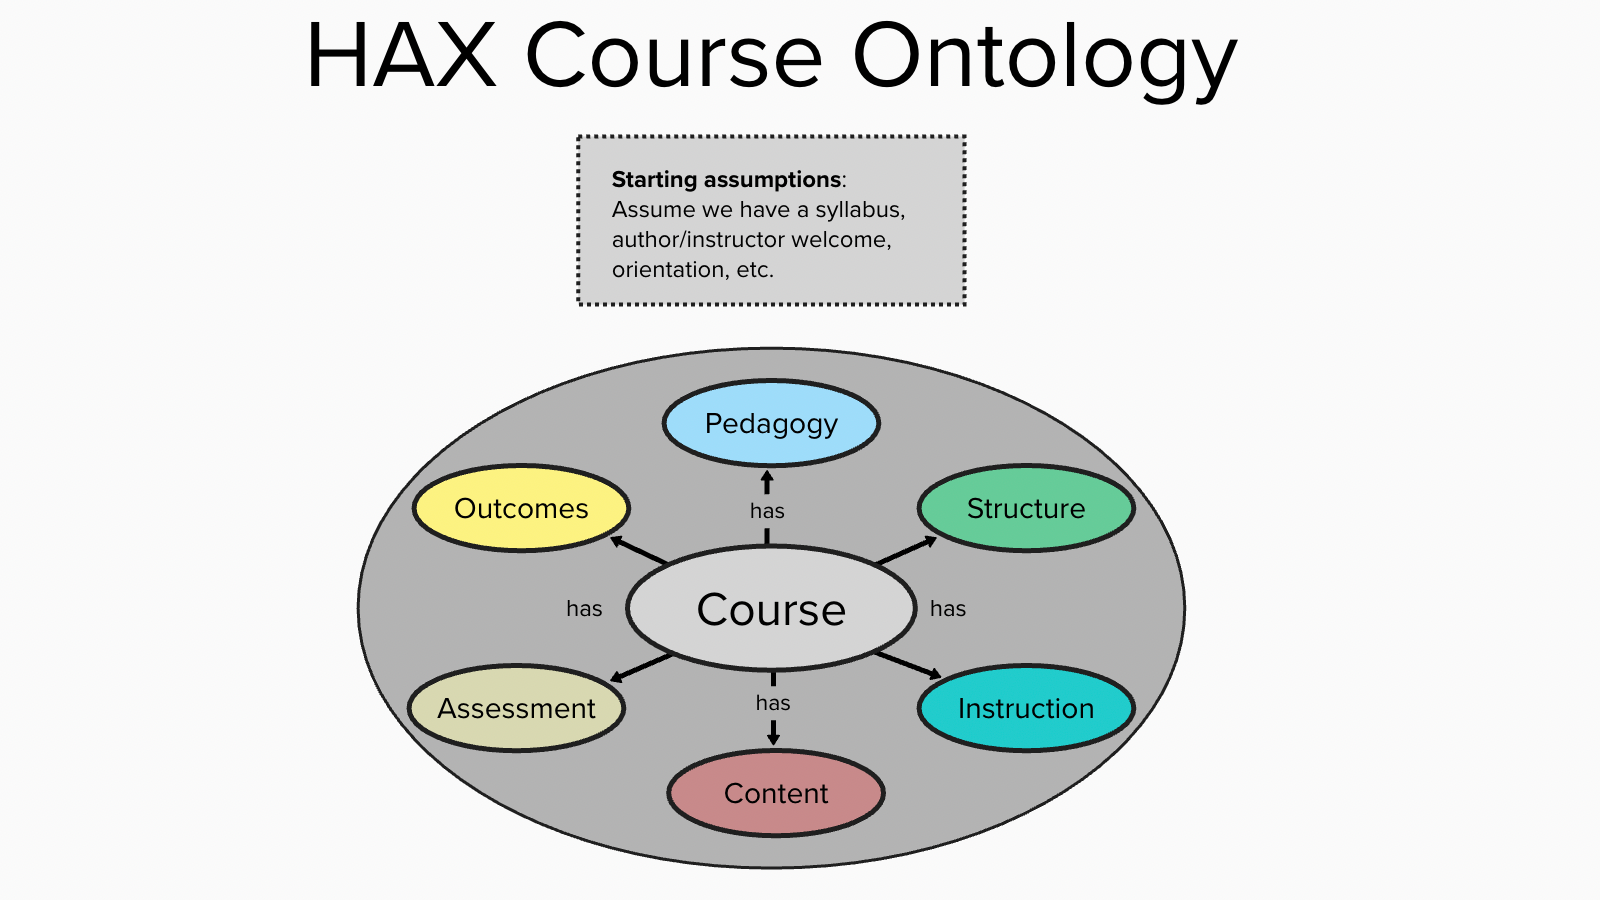 HAX Course Ontology
Starting assumptions:
Assume we have a syllabus,
author/instructor welcome,
orientation, etc.
Pedagogy
Outcomes
has
Structure
has
Course
has
Assessment
has
Instruction
Content